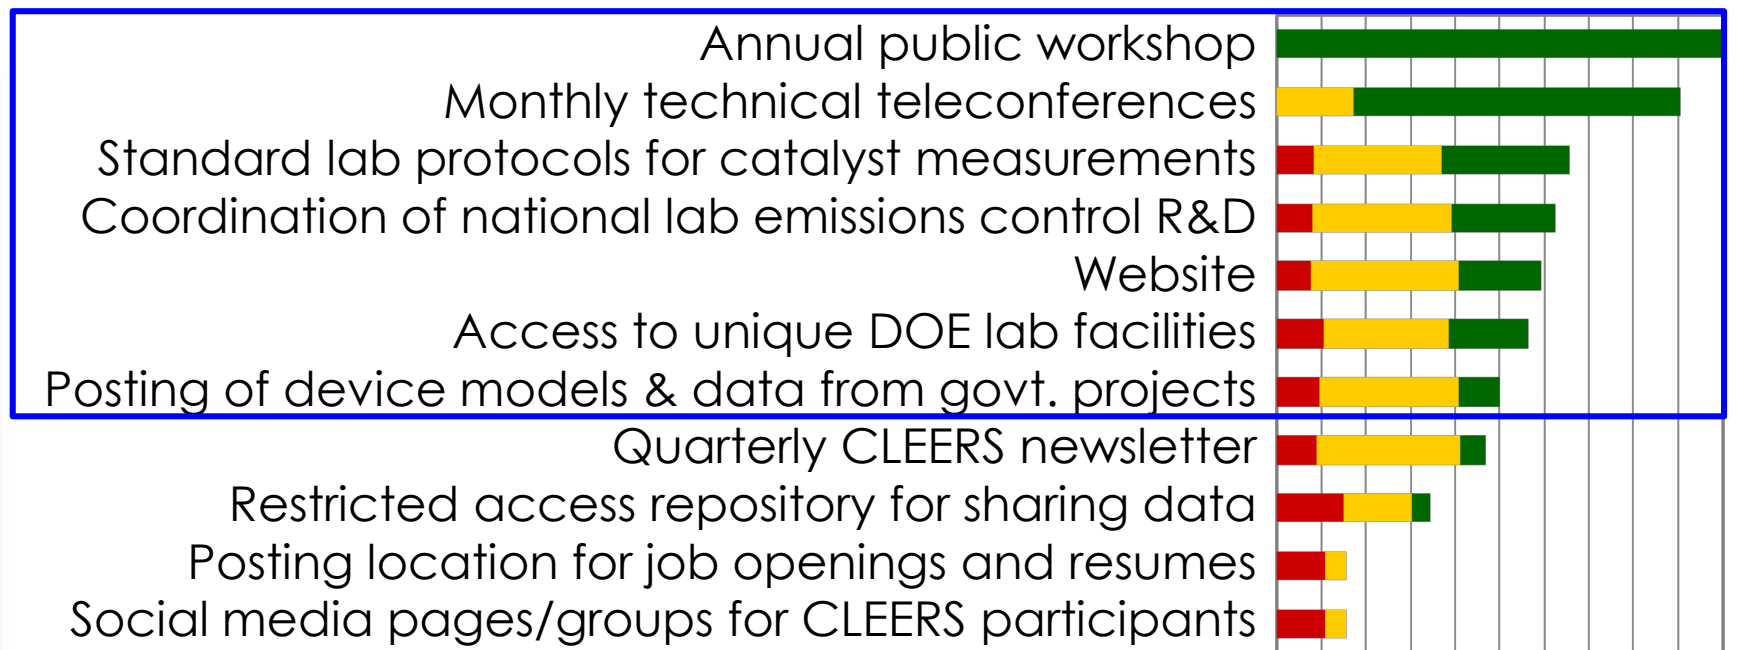 Annual public workshop
Monthly technical teleconferences
Standard lab protocols for catalyst measurements
Coordination of national lab emissions control R&D
Website
Access to unique DOE lab facilities
Posting of device models & data from govt. projects
Quarterly CLEERS newsletter
Restricted access repository for sharing data
Posting location for job openings and resumes
Social media pages/groups for CLEERS participants